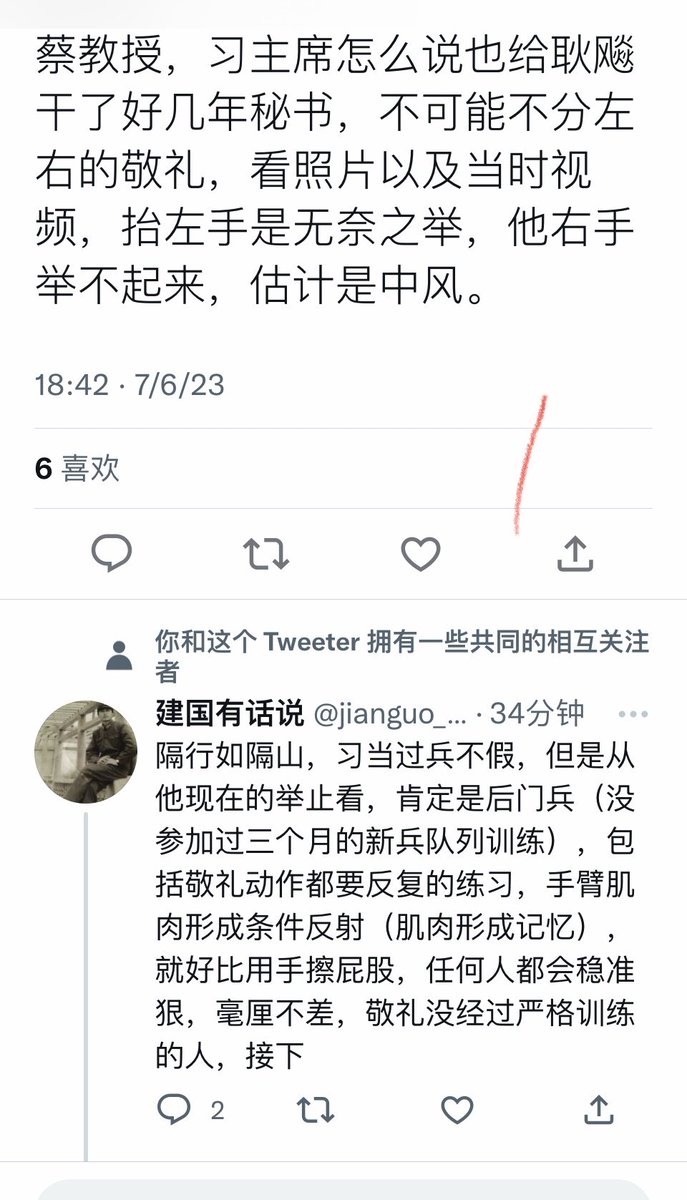 蔡教授，习主席怎么说也给耿飚
干了好几年秘书，不可能不分左
右的敬礼，看照片以及当时视
频，抬左手是无奈之举，他右手
举不起来，估计是中风。
18:42 · 7/6/23
6 喜欢
你和这个 Tweeter 拥有一些共同的相互关注
者
建国有话说 @jianguo_... · 34分钟
隔行如隔山，习当过兵不假，但是从
他现在的举止看，肯定是后门兵（没
参加过三个月的新兵队列训练），包
括敬礼动作都要反复的练习，手臂肌
肉形成条件反射（肌肉形成记忆），
就好比用手擦屁股，任何人都会稳准
狠，毫厘不差，敬礼没经过严格训练
的人，接下
2